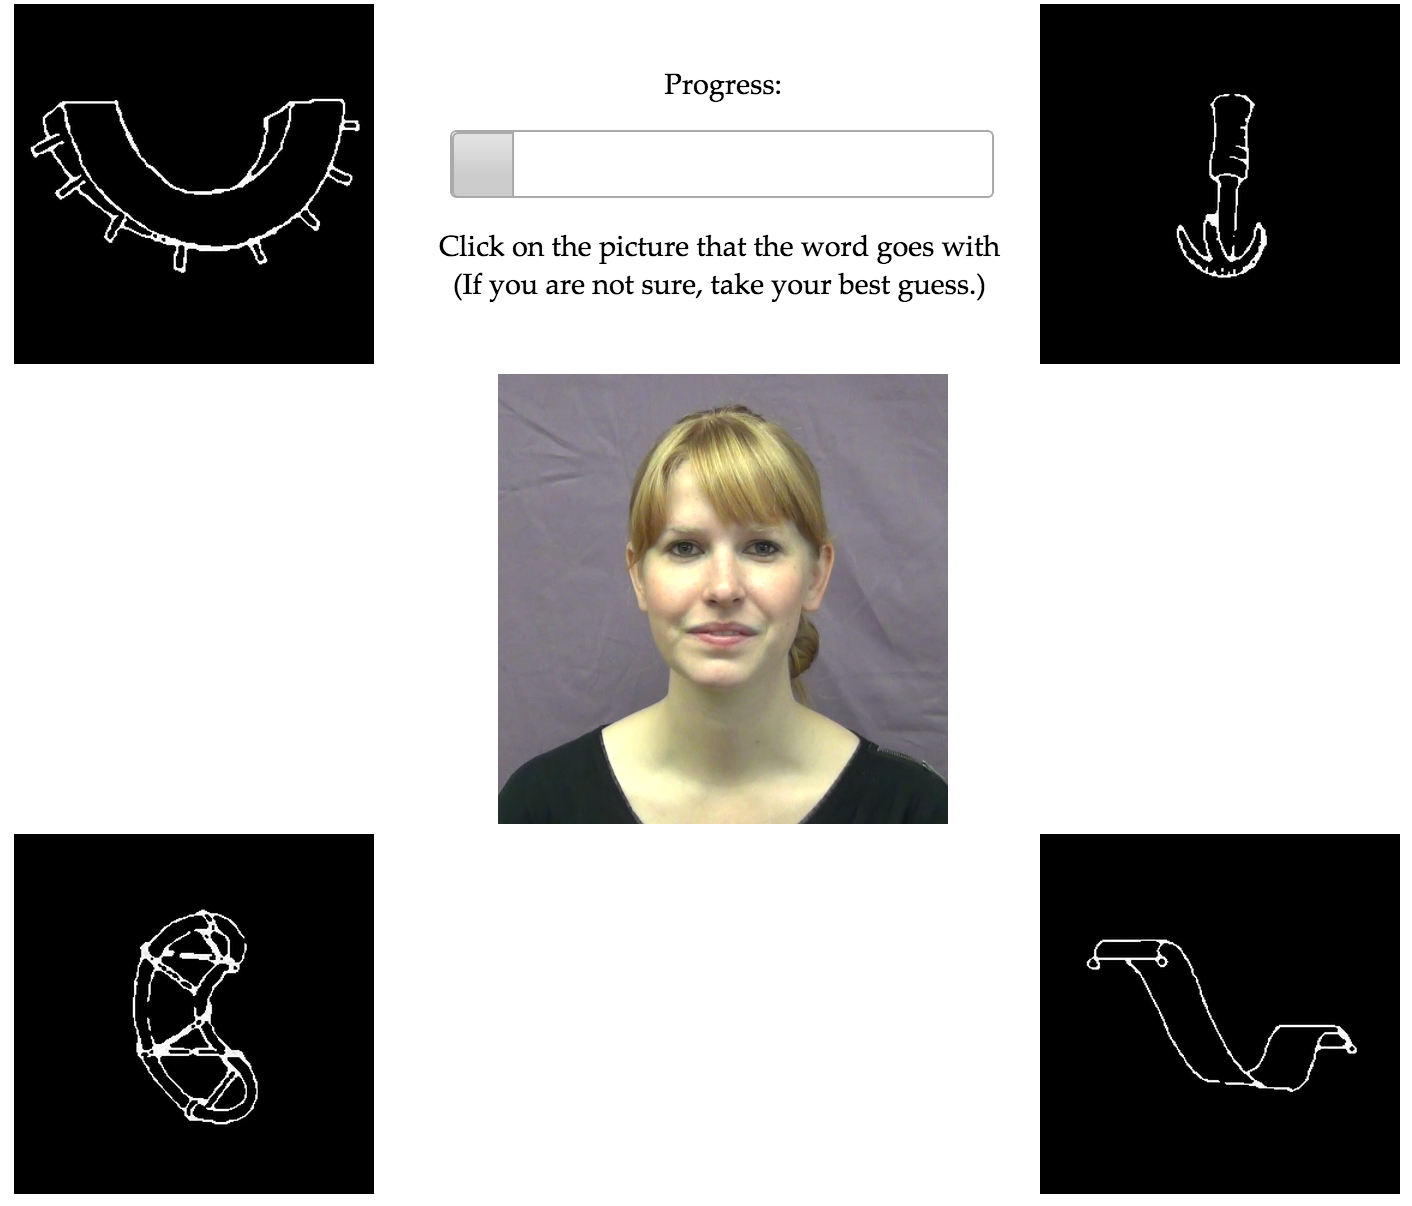 Progress:
Click on the picture that the word goes with
(If you are not sure, take your best guess.)